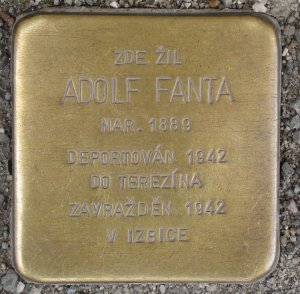 ZDE ŽIL
ADOLF FANTA
NAR. 1889
DEPORTOVÁN 1942
DO TEREZÍNA
ZAVRAŽDĚN 1942
V IZBICE